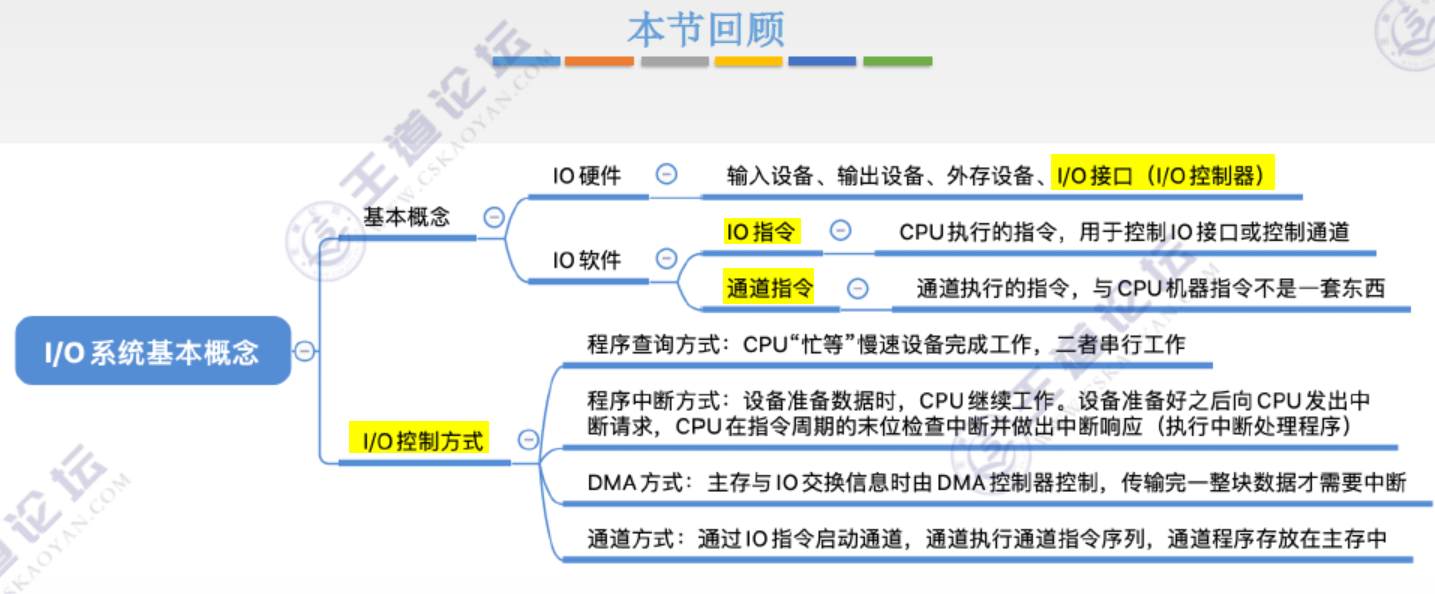 本节回顾
IO 硬件
输入设备、输出设备、外存设备、I/O 接口（I/O 控制器）
基本概念
IO 指令
CPU 执行的指令，用于控制 IO 接口或控制通道
IO 软件
通道指令
通道执行的指令，与 CPU 机器指令不是一套东西
I/O 系统基本概念
程序查询方式：CPU“忙等”慢速设备完成工作，二者串行工作
程序中断方式：设备准备数据时，CPU 继续工作。设备准备好之后向 CPU 发出中
断请求，CPU 在指令周期的末位检查中断并做出中断响应（执行中断处理程序）
I/O 控制方式
DMA 方式：主存与 IO 交换信息时由 DMA 控制器控制，传输完一整块数据才需要中断
通道方式：通过 IO 指令启动通道，通道执行通道指令序列，通道程序存放在主存中
王道论坛
WWW.CSKAOYAN.COM
王道论坛
道论坛
SKAOYAN.COM